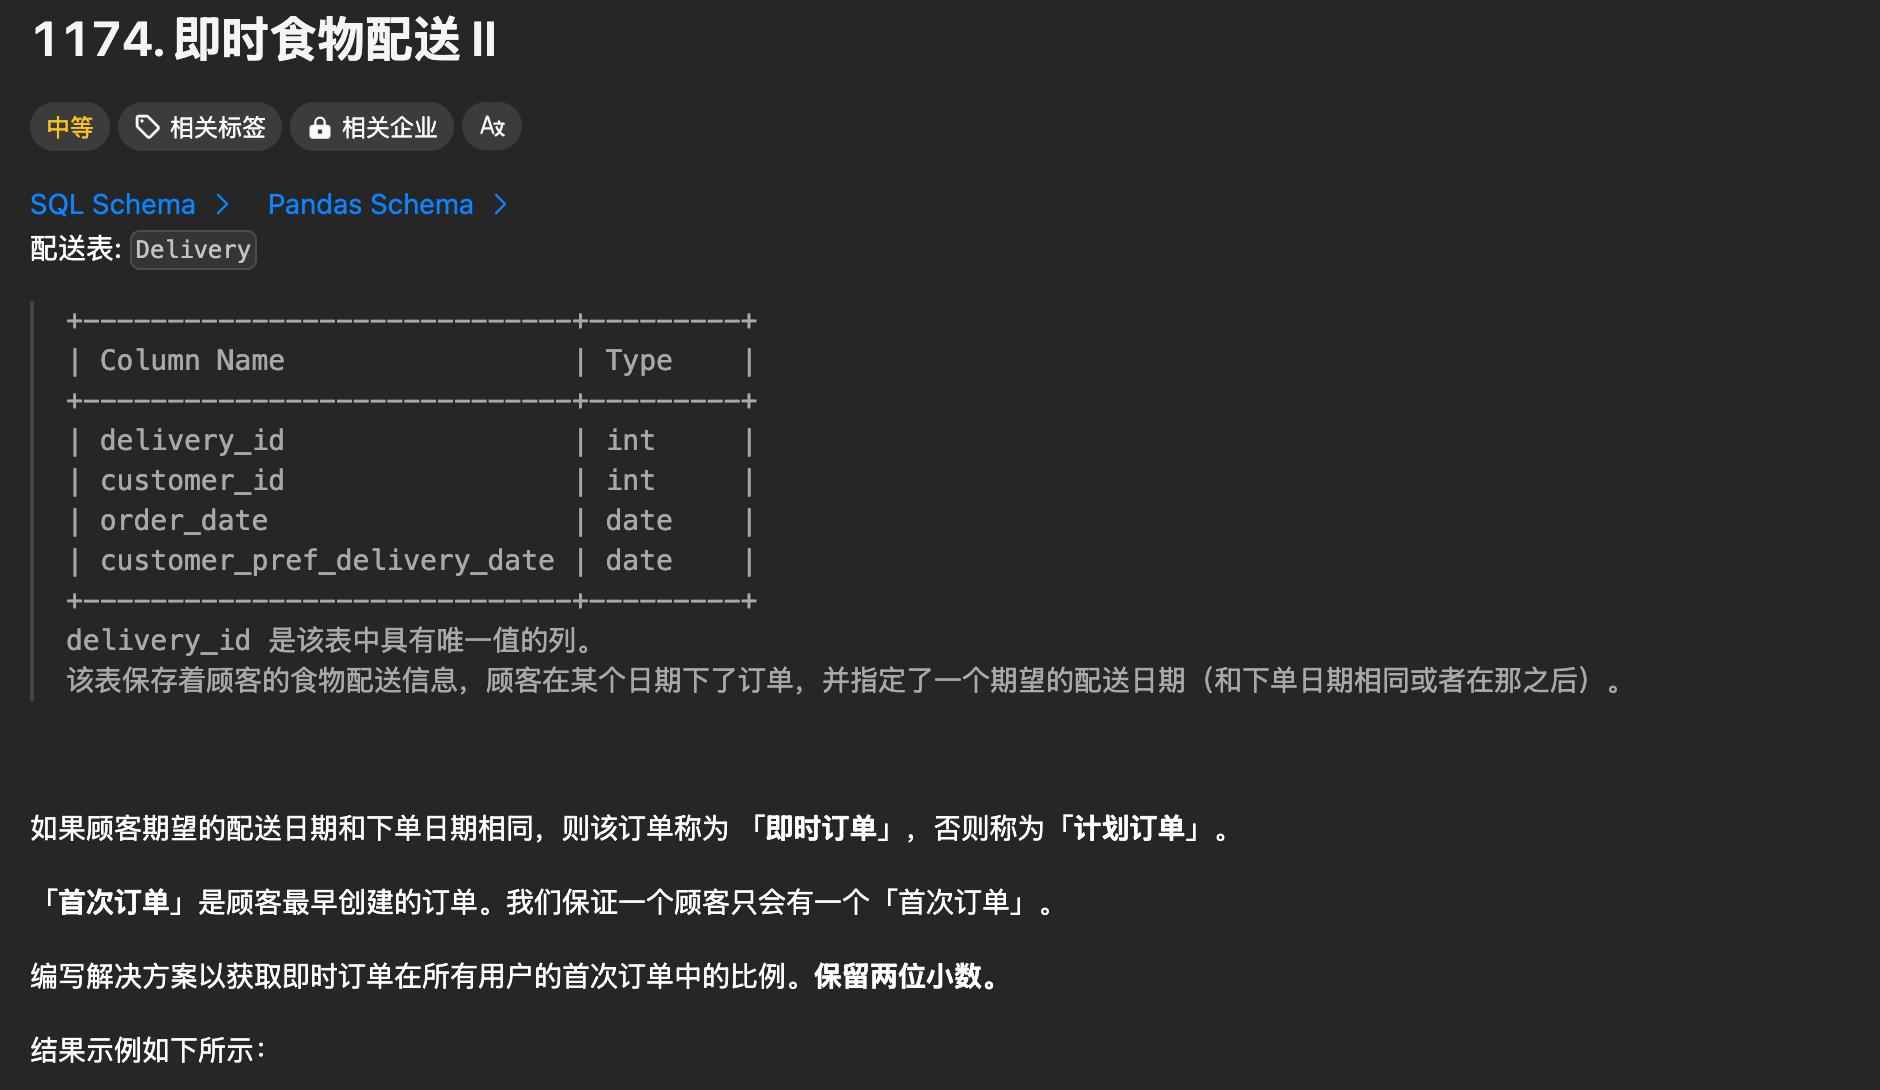 1174. 即时食物配送 II
中等 相关标签 相关企业
SQL Schema > Pandas Schema >
配送表: Delivery
+-----------------------------+---------+
| Column Name                 | Type    |
+-----------------------------+---------+
| delivery_id                 | int     |
| customer_id                 | int     |
| order_date                  | date    |
| customer_pref_delivery_date | date    |
+-----------------------------+---------+
delivery_id 是该表中具有唯一值的列。
该表保存着顾客的食物配送信息，顾客在某个日期下了订单，并指定了一个期望的配送日期（和下单日期相同或者在那之后）。
如果顾客期望的配送日期和下单日期相同，则该订单称为 「即时订单」，否则称为「计划订单」。
「首次订单」是顾客最早创建的订单。我们保证一个顾客只会有一个「首次订单」。
编写解决方案以获取即时订单在所有用户的首次订单中的比例。保留两位小数。
结果示例如下所示：